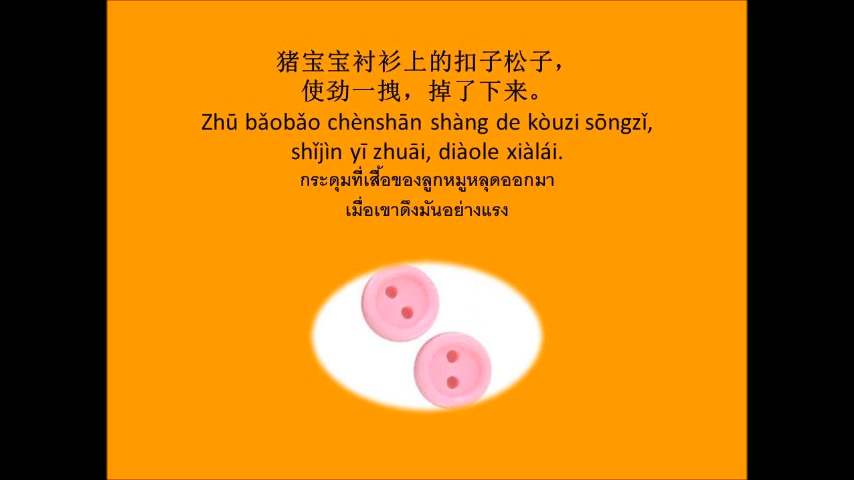 猪宝宝衬衫上的扣子松子，
使劲一拽，掉了下来。
Zhū bǎobǎo chènshān shàng de kòuzi sōngzǐ,
shǐjìn yī zhuāi, diàole xiàlái.
กระดุมที่เสื้อของลูกหมูหลุดออกมา
เมื่อเขาดึงมันอย่างแรง